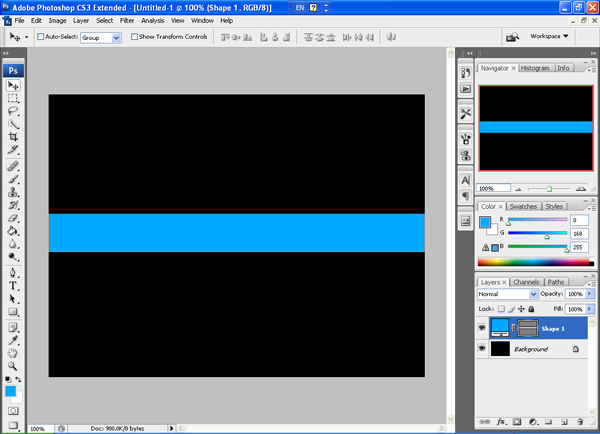 Adobe Photoshop CS3 Extended - [Untitled-1 @ 100% (Shape 1, RGB/8)]
EN
File Edit Image Layer Select Filter Analysis View Window Help
Auto-Select: Group Show Transform Controls Workspace
Ps
Navigator Histogram Info
100%
Color Swatches Styles
R 0
G 168
B 255
Layers Channels Paths
Normal Opacity: 100%
Lock: Fill: 100%
Shape 1
Background
100% Doc: 900.0K/0 bytes